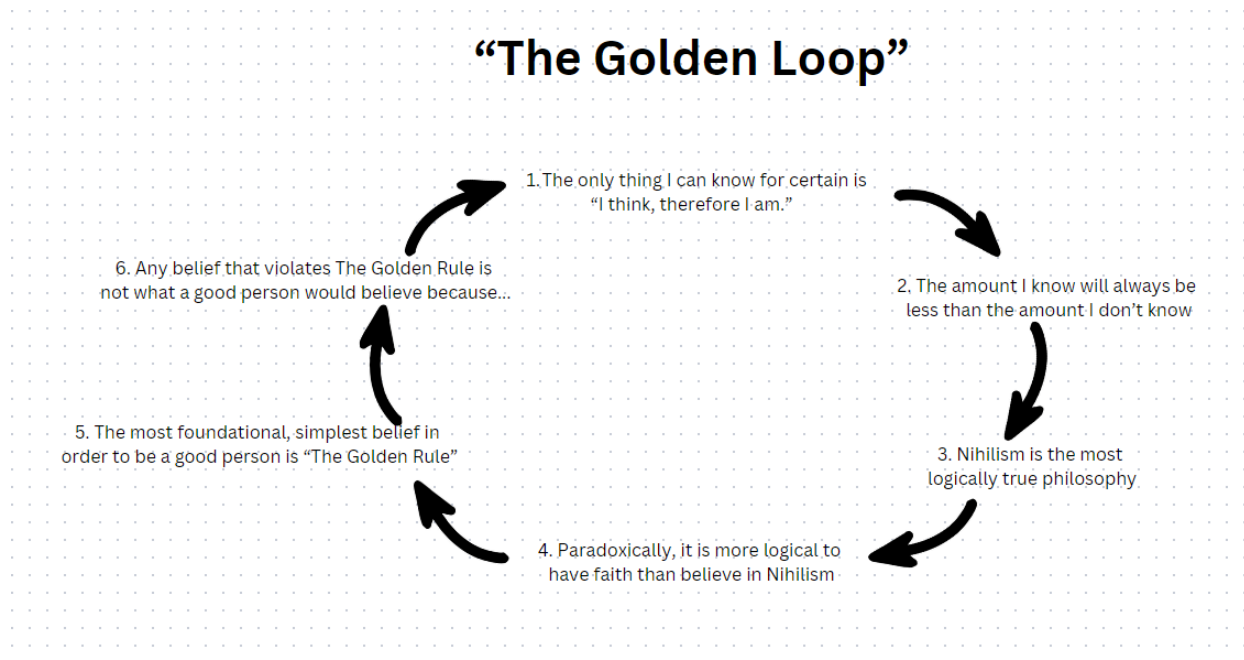 “The Golden Loop”
1.The only thing I can know for certain is
“I think, therefore I am.”
2. The amount I know will always be
less than the amount I don’t know
3. Nihilism is the most
logically true philosophy
4. Paradoxically, it is more logical to
have faith than believe in Nihilism
5. The most foundational, simplest belief in
order to be a good person is “The Golden Rule”
6. Any belief that violates The Golden Rule is
not what a good person would believe because...